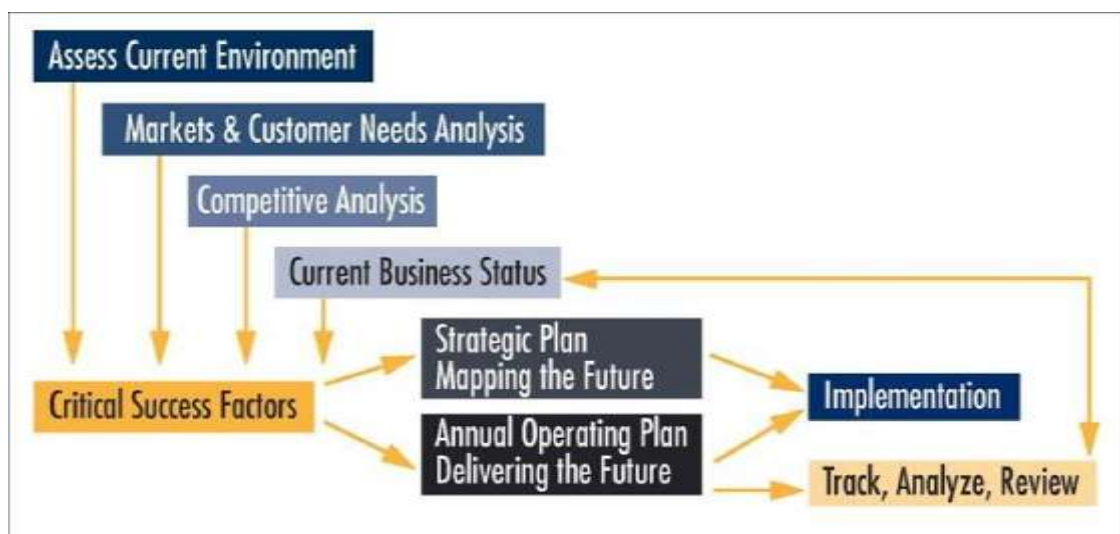 Assess Current Environment
Markets & Customer Needs Analysis
Competitive Analysis
Current Business Status
Strategic Plan
Mapping the Future
Critical Success Factors
Annual Operating Plan
Delivering the Future
Implementation
Track, Analyze, Review